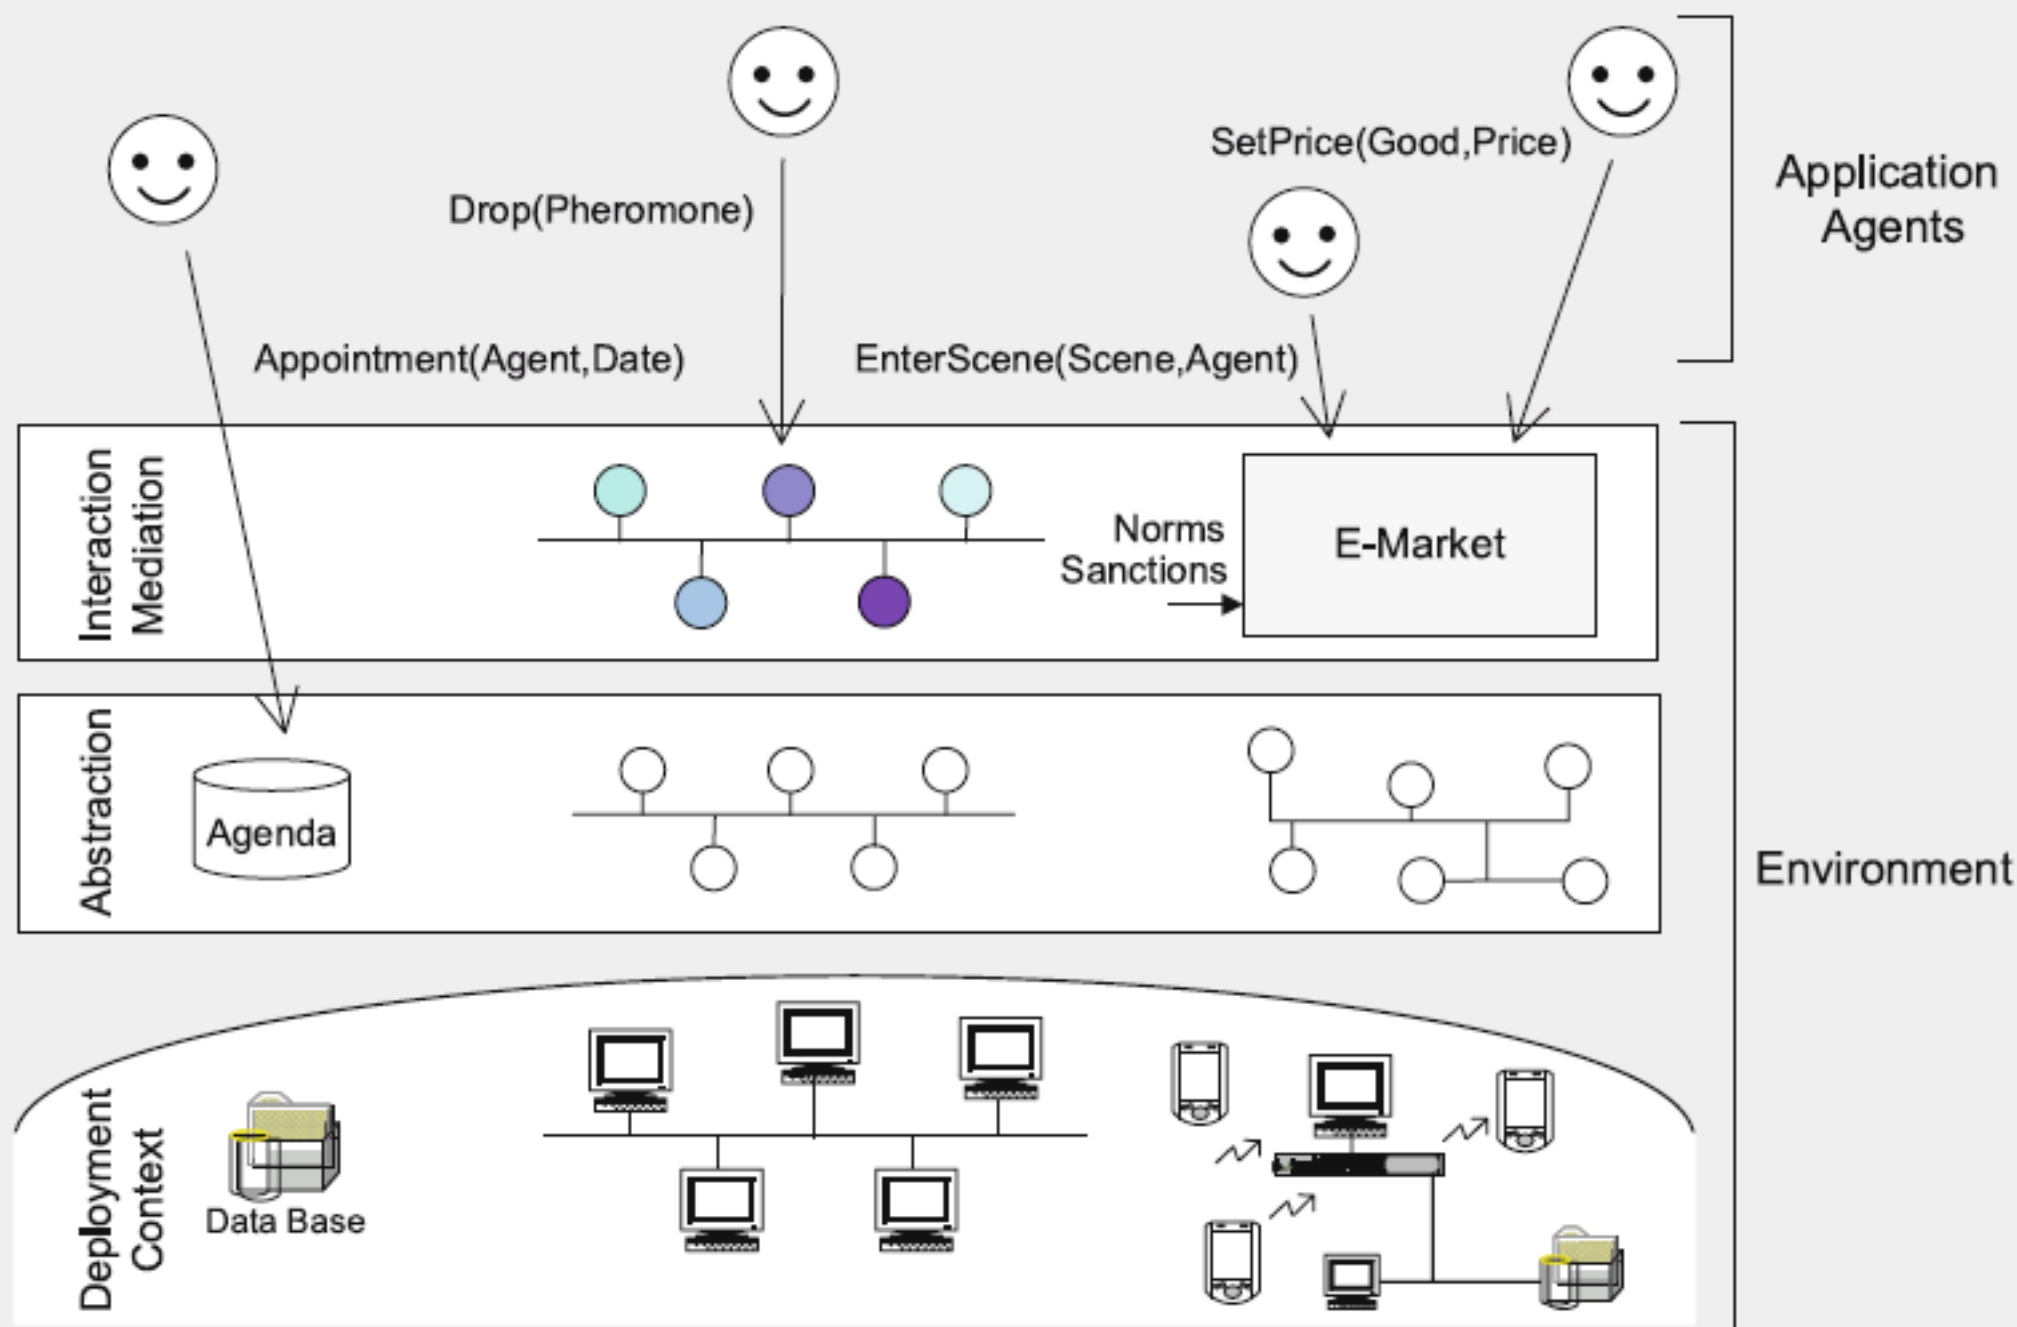 SetPrice(Good,Price)
Application
Agents
Drop(Pheromone)
Appointment(Agent,Date)
EnterScene(Scene,Agent)
Interaction
Mediation
Norms
Sanctions
E-Market
Abstraction
Agenda
Environment
Deployment
Context
Data Base